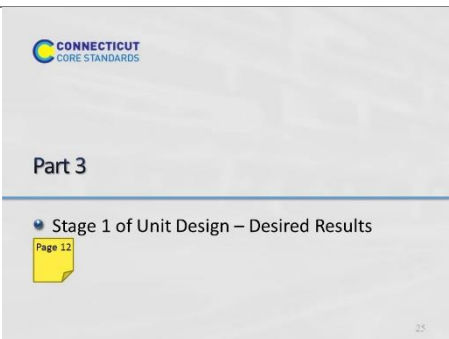 CONNECTICUT
CORE STANDARDS
Part 3
Stage 1 of Unit Design – Desired Results
Page 12
25